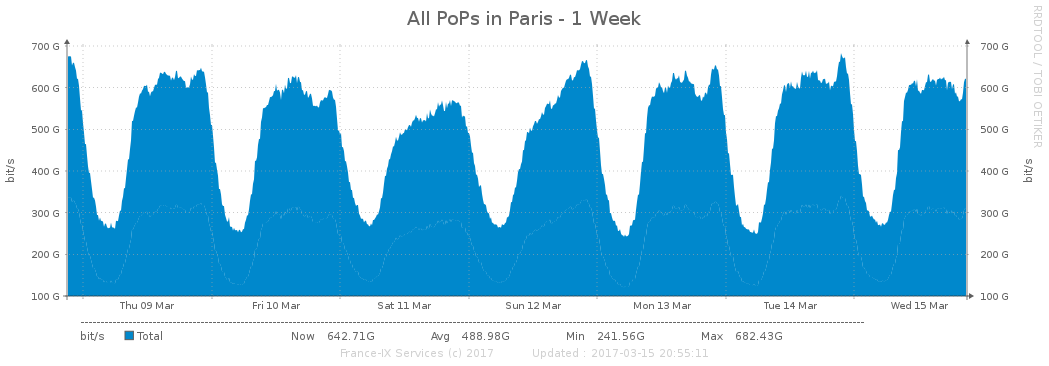 All PoPs in Paris - 1 Week
RRDTOOL / TOBI OETIKER
bit/s
700 G
600 G
500 G
400 G
300 G
200 G
100 G
700 G
600 G
500 G
400 G
300 G
200 G
100 G
bit/s
Thu 09 Mar Fri 10 Mar Sat 11 Mar Sun 12 Mar Mon 13 Mar Tue 14 Mar Wed 15 Mar
bit/s Total Now 642.71G Avg 488.98G Min 241.56G Max 682.43G
France-IX Services (c) 2017 Updated : 2017-03-15 20:55:11